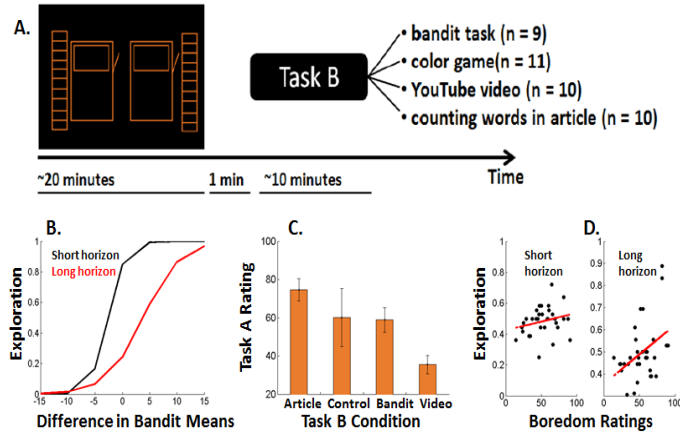 A.
Task B
• bandit task (n = 9)
• color game(n = 11)
• YouTube video (n = 10)
• counting words in article (n = 10)
~20 minutes
1 min
~10 minutes
Time
B.
Short horizon
Long horizon
Exploration
1
0.8
0.6
0.4
0.2
0
-15 -10 -5 0 5 10 15
Difference in Bandit Means
C.
Task A Rating
100
80
60
40
20
Article Control Bandit Video
Task B Condition
D.
Short
horizon
Exploration
1
0.8
0.6
0.4
0.2
0
0 50 100
Long
horizon
0.9
0.8
0.7
0.6
0.5
0.4
0.3
0 50 100
Boredom Ratings